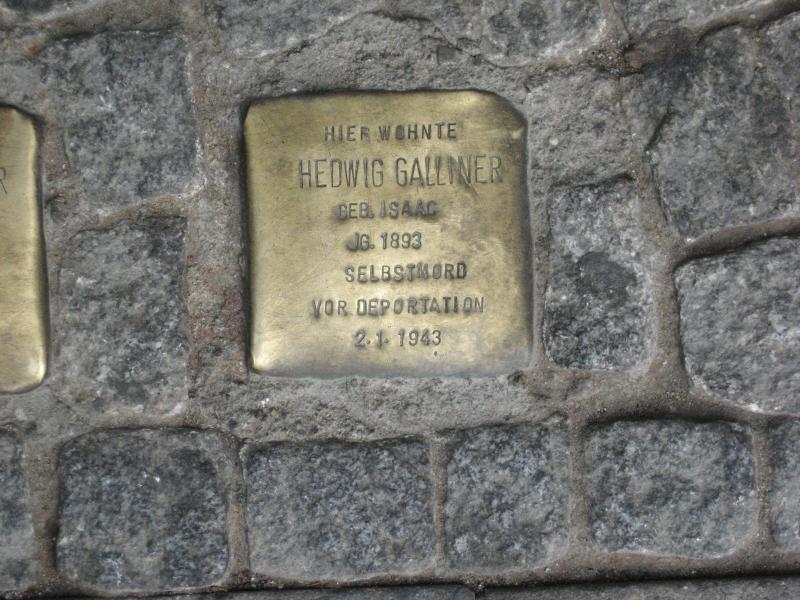 HIER WOHNTE
HEDWIG GALLINER
GEB. ISAAC
JG. 1893
SELBSTMORD
VOR DEPORTATION
2.1. 1943
R